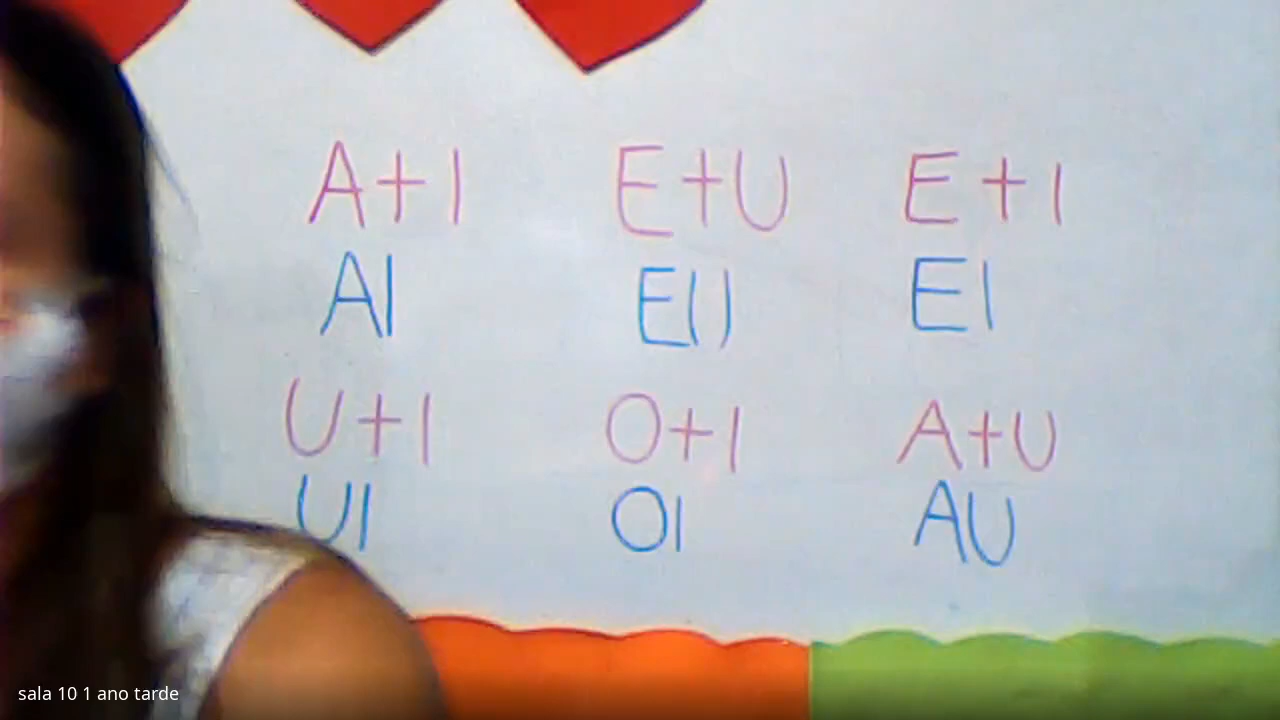 A+I E+U E+I
AI EU EI
U+I O+I A+U
UI OI AU
sala 10 1 ano tarde